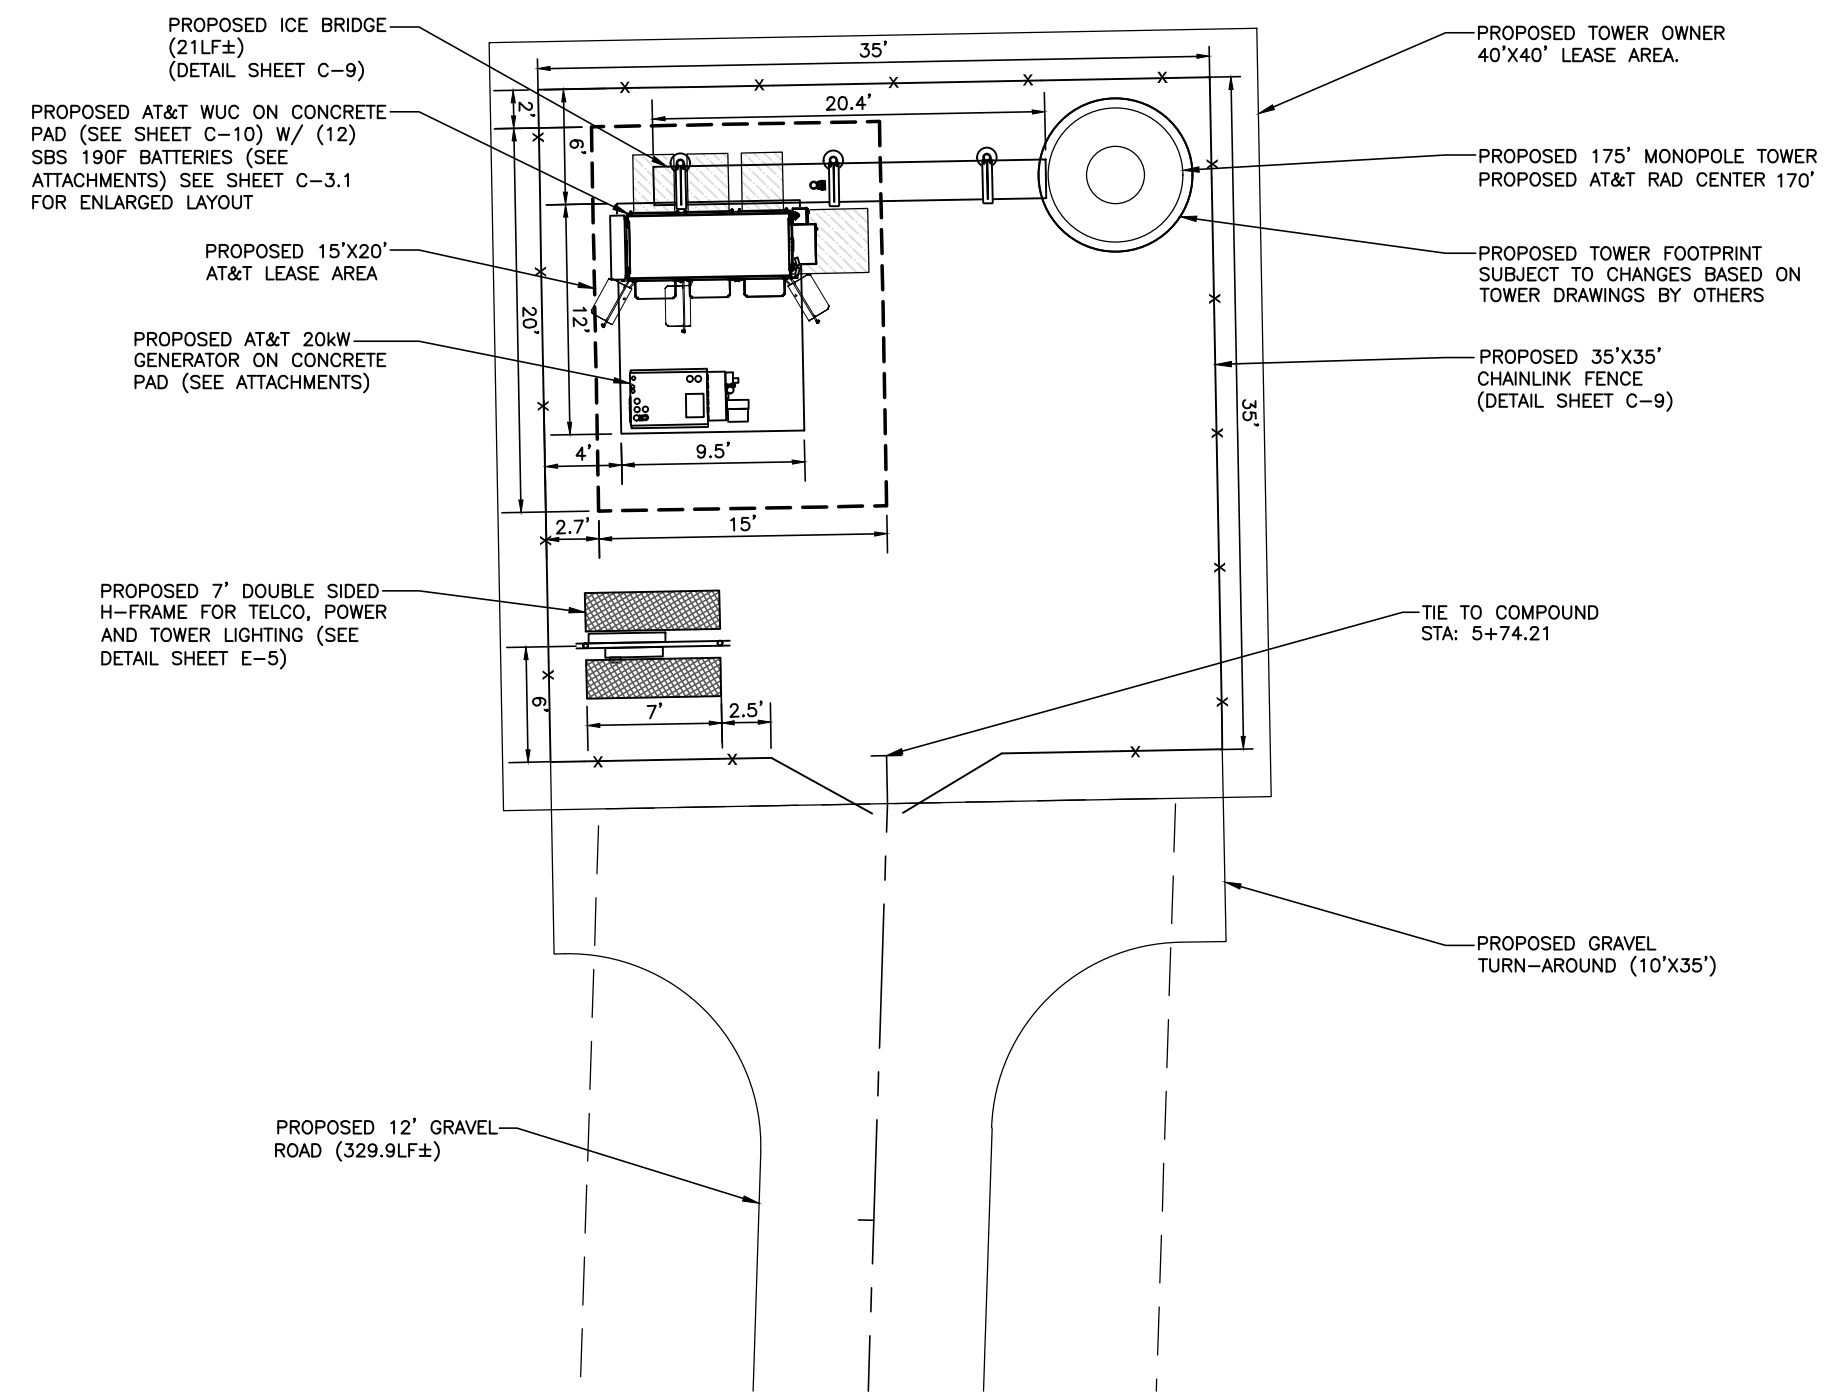 PROPOSED ICE BRIDGE
(21LF±)
(DETAIL SHEET C-9)
PROPOSED AT&T WUC ON CONCRETE
PAD (SEE SHEET C-10) W/ (12)
SBS 190F BATTERIES (SEE
ATTACHMENTS) SEE SHEET C-3.1
FOR ENLARGED LAYOUT
PROPOSED 15'X20'
AT&T LEASE AREA
PROPOSED AT&T 20kW
GENERATOR ON CONCRETE
PAD (SEE ATTACHMENTS)
PROPOSED 7' DOUBLE SIDED
H-FRAME FOR TELCO, POWER
AND TOWER LIGHTING (SEE
DETAIL SHEET E-5)
PROPOSED 12' GRAVEL
ROAD (329.9LF±)
35'
20.4'
2'
6'
20'
12'
4'
9.5'
2.7'
15'
35'
6'
7'
2.5'
PROPOSED TOWER OWNER
40'X40' LEASE AREA.
PROPOSED 175' MONOPOLE TOWER
PROPOSED AT&T RAD CENTER 170'
PROPOSED TOWER FOOTPRINT
SUBJECT TO CHANGES BASED ON
TOWER DRAWINGS BY OTHERS
PROPOSED 35'X35'
CHAINLINK FENCE
(DETAIL SHEET C-9)
TIE TO COMPOUND
STA: 5+74.21
PROPOSED GRAVEL
TURN-AROUND (10'X35')